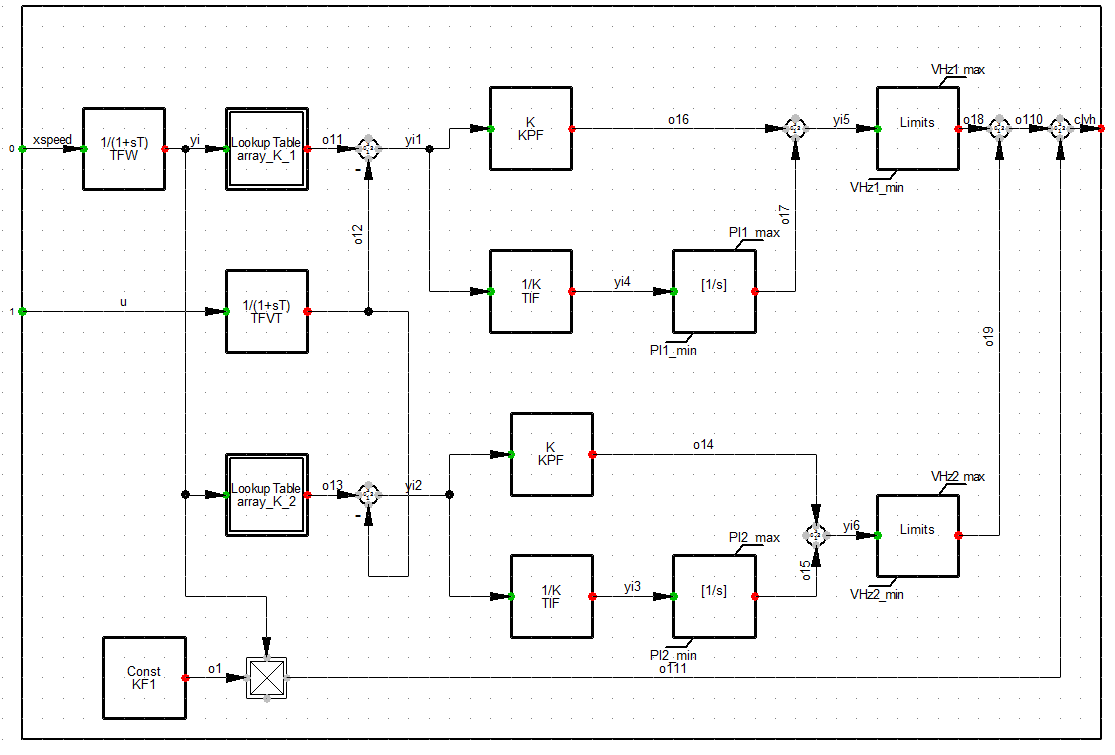 VHz1_max
xspeed
1/(1+sT)
TFW
yi
Lookup Table
array_K_1
o11
yi1
K
KPF
o16
yi5
Limits
o18
o110
clvh
0
-
VHz1_min
o12
o17
PI1_max
1/K
TIF
yi4
[1/s]
PI1_min
1
u
1/(1+sT)
TFVT
o19
K
KPF
o14
VHz2_max
Lookup Table
array_K_2
o13
yi2
-
yi6
Limits
PI2_max
o15
1/K
TIF
yi3
[1/s]
VHz2_min
PI2_min
o111
Const
KF1
o1